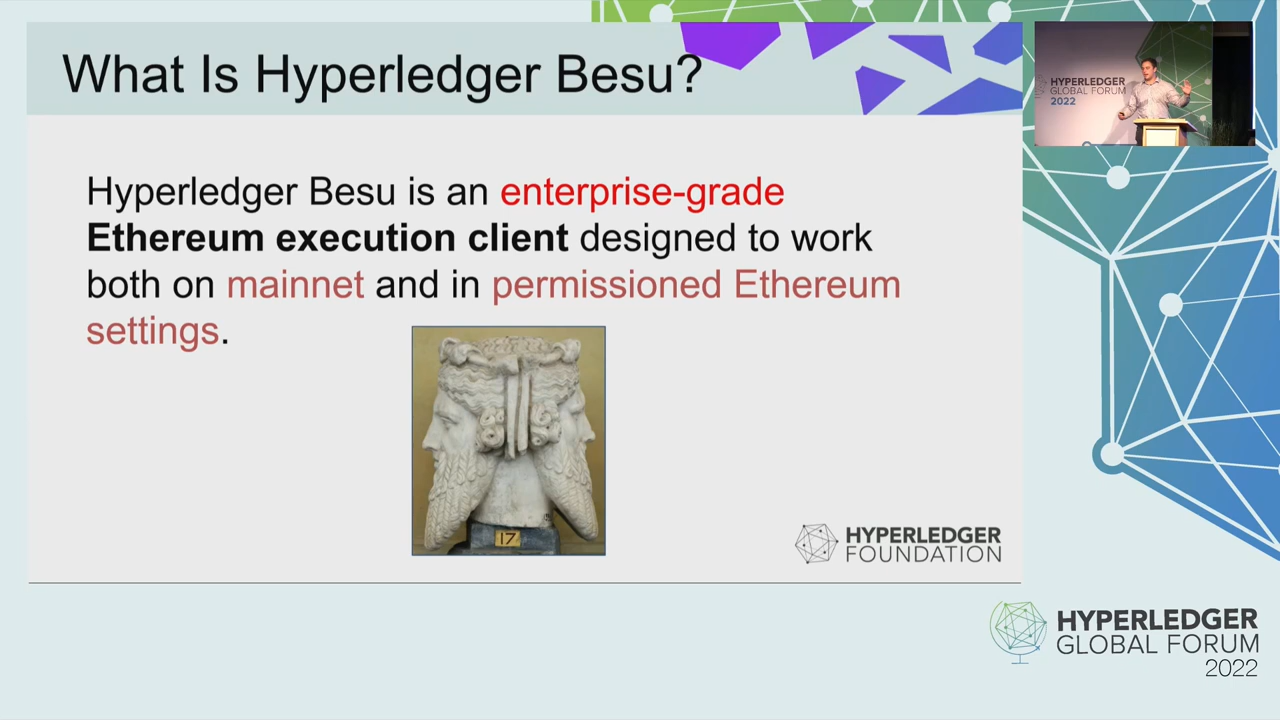 What Is Hyperledger Besu?
Hyperledger Besu is an enterprise-grade
Ethereum execution client designed to work
both on mainnet and in permissioned Ethereum
settings.
17
HYPERLEDGER
FOUNDATION
HYPERLEDGER
GLOBAL FORUM
2022
HYPERLEDGER
GLOBAL FORUM
2022